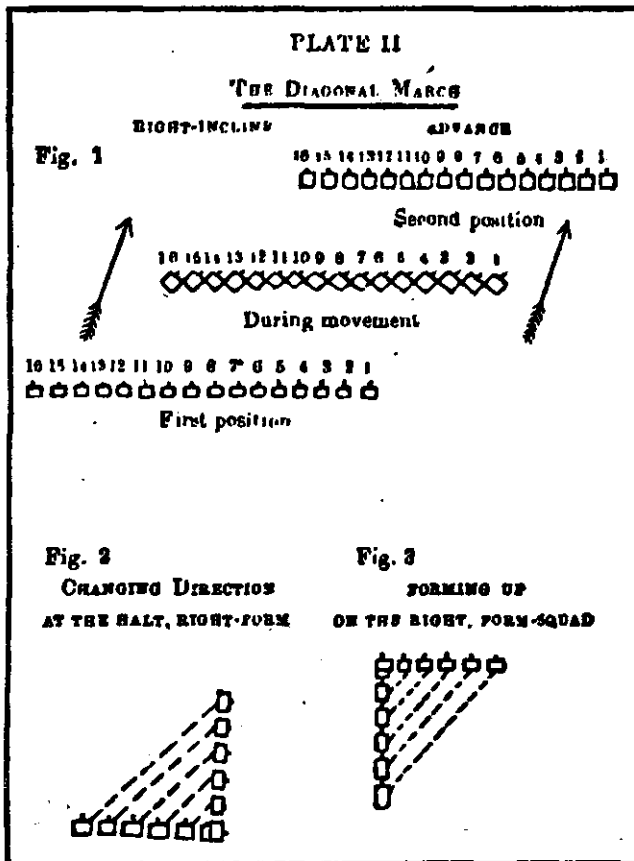 PLATE II
THE DIAGONAL MARCH
RIGHT-INCLINE ADVANCE
Fig. 1
16 15 14 13 12 11 10 9 8 7 6 5 4 3 2 1
Second position
16 15 14 13 12 11 10 9 8 7 6 5 4 3 2 1
During movement
16 15 14 13 12 11 10 9 8 7 6 5 4 3 2 1
First position
Fig. 2
CHANGING DIRECTION
AT THE HALT, RIGHT-FORM
Fig. 3
FORMING UP
ON THE RIGHT, FORM-SQUAD